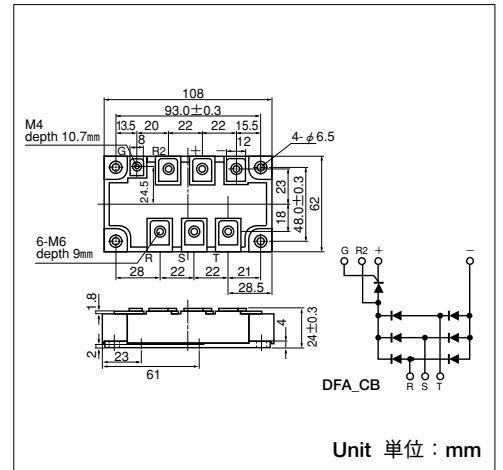 108
93.0±0.3
13.5 20 22 22 15.5
M4
depth 10.7mm
8
12
4-φ6.5
G R2 + −
24.5
23
18
48.0±0.3
62
6-M6
depth 9mm
R S T
28 22 22 21
28.5
1.8
2
23
61
4
24±0.3
G R2 + −
R S T
DFA_CB
Unit 単位：mm